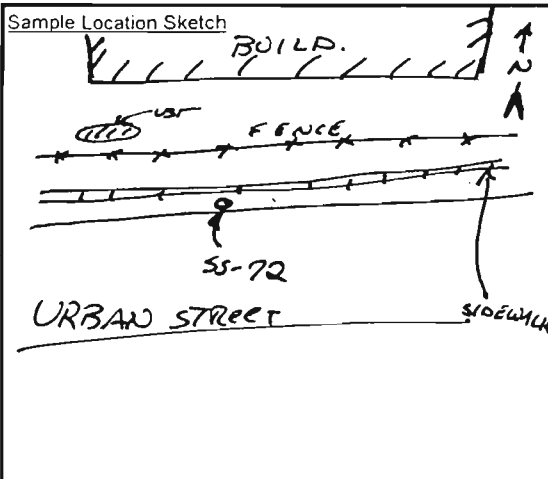 Sample Location Sketch
BUILD.
N
UST
FENCE
SS-72
URBAN STREET
SIDEWALK